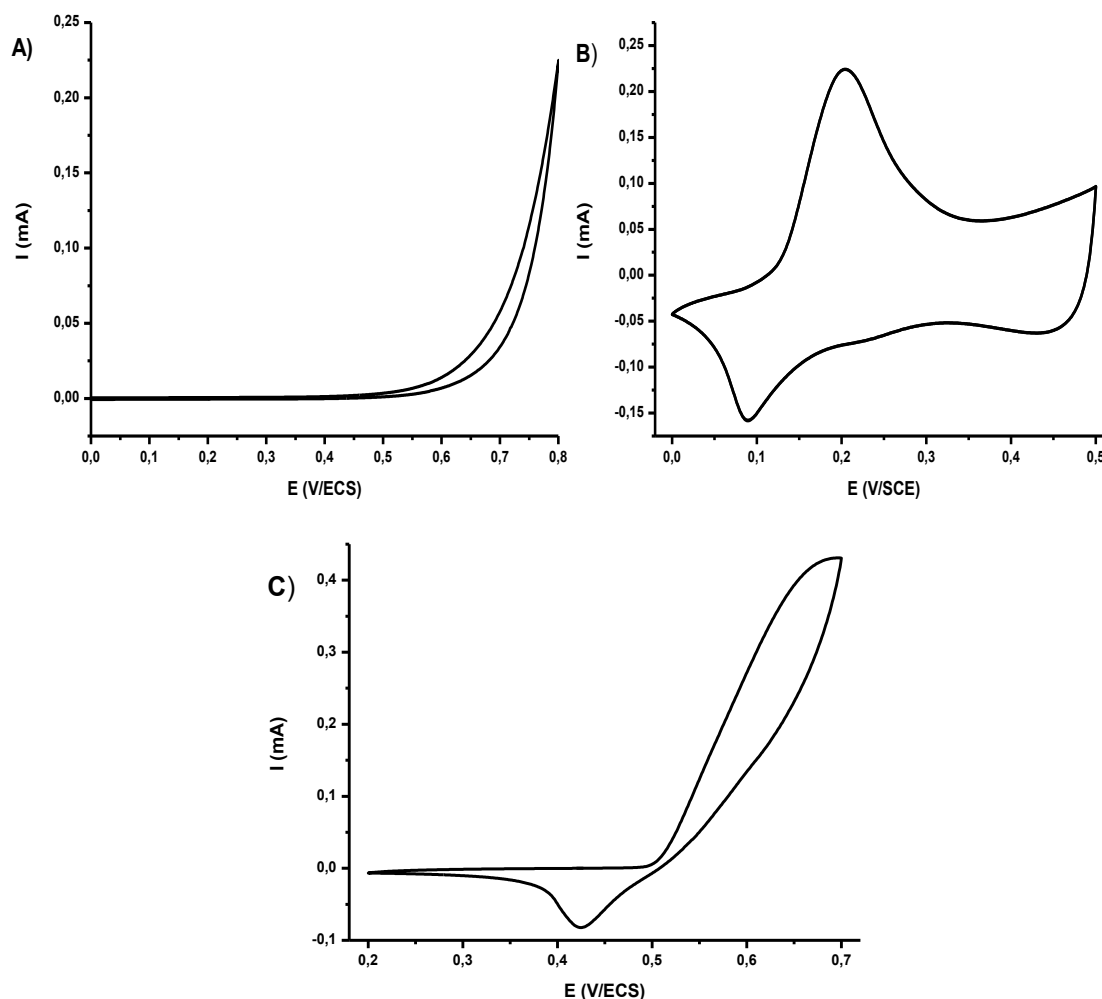 A)
0,25
0,20
0,15
0,10
0,05
0,00
I (mA)
0,0 0,1 0,2 0,3 0,4 0,5 0,6 0,7 0,8
E (V/ECS)
B)
0,25
0,20
0,15
0,10
0,05
0,00
-0,05
-0,10
-0,15
I (mA)
0,0 0,1 0,2 0,3 0,4 0,5
E (V/SCE)
C)
0,4
0,3
0,2
0,1
0,0
-0,1
I (mA)
0,2 0,3 0,4 0,5 0,6 0,7
E (V/ECS)